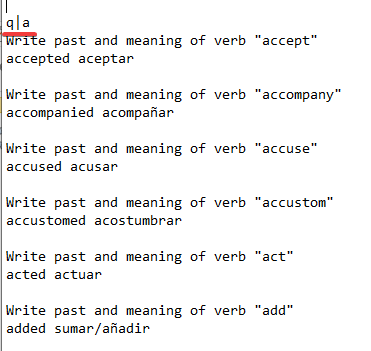 q|a
Write past and meaning of verb "accept"
accepted aceptar
Write past and meaning of verb "accompany"
accompanied acompañar
Write past and meaning of verb "accuse"
accused acusar
Write past and meaning of verb "accustom"
accustomed acostumbrar
Write past and meaning of verb "act"
acted actuar
Write past and meaning of verb "add"
added sumar/añadir